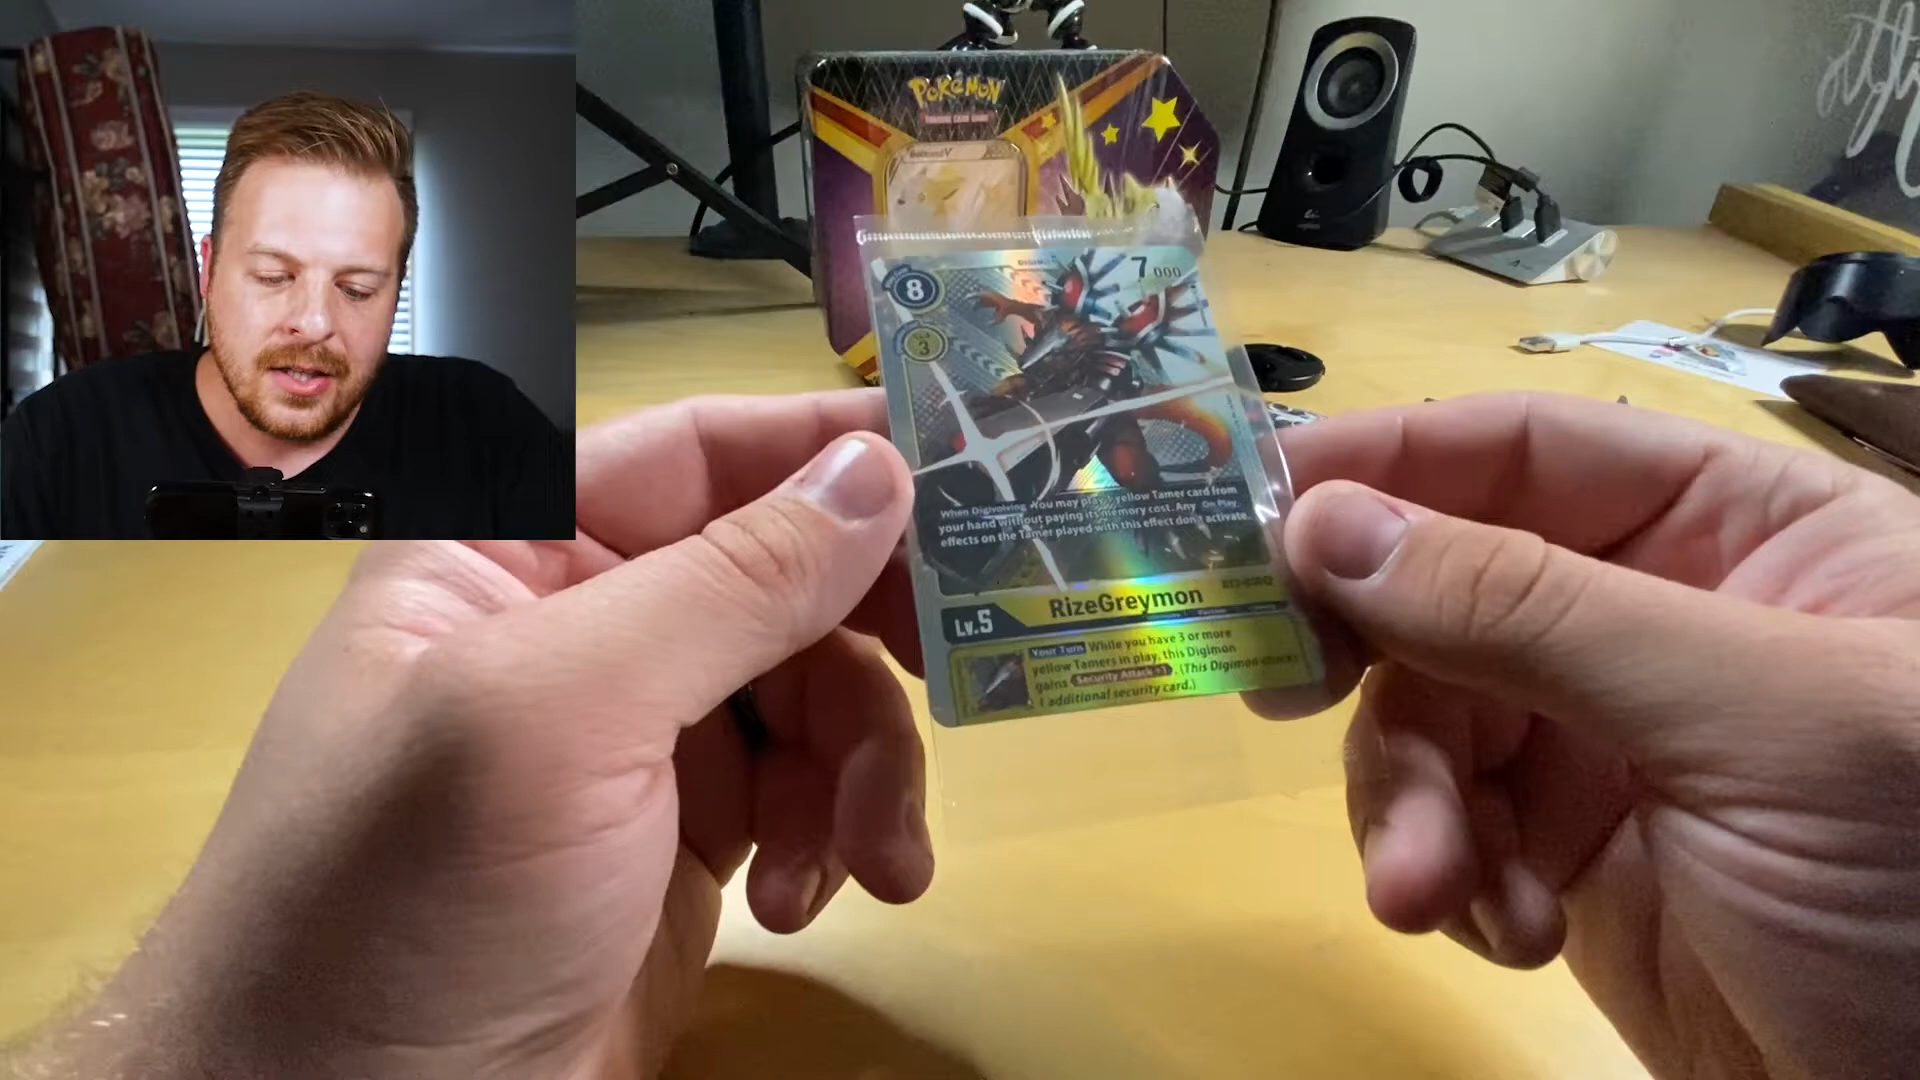 POKéMON
TRADING CARD GAME
8
7000
3
When Digivolving You may play 1 yellow Tamer card from
your hand without paying its memory cost. Any On Play
effects on the Tamer played with this effect don't activate.
RizeGreymon
Lv.5
Your Turn While you have 3 or more
yellow Tamers in play, this Digimon
gains Security Attack +1. (This Digimon checks
1 additional security card.)